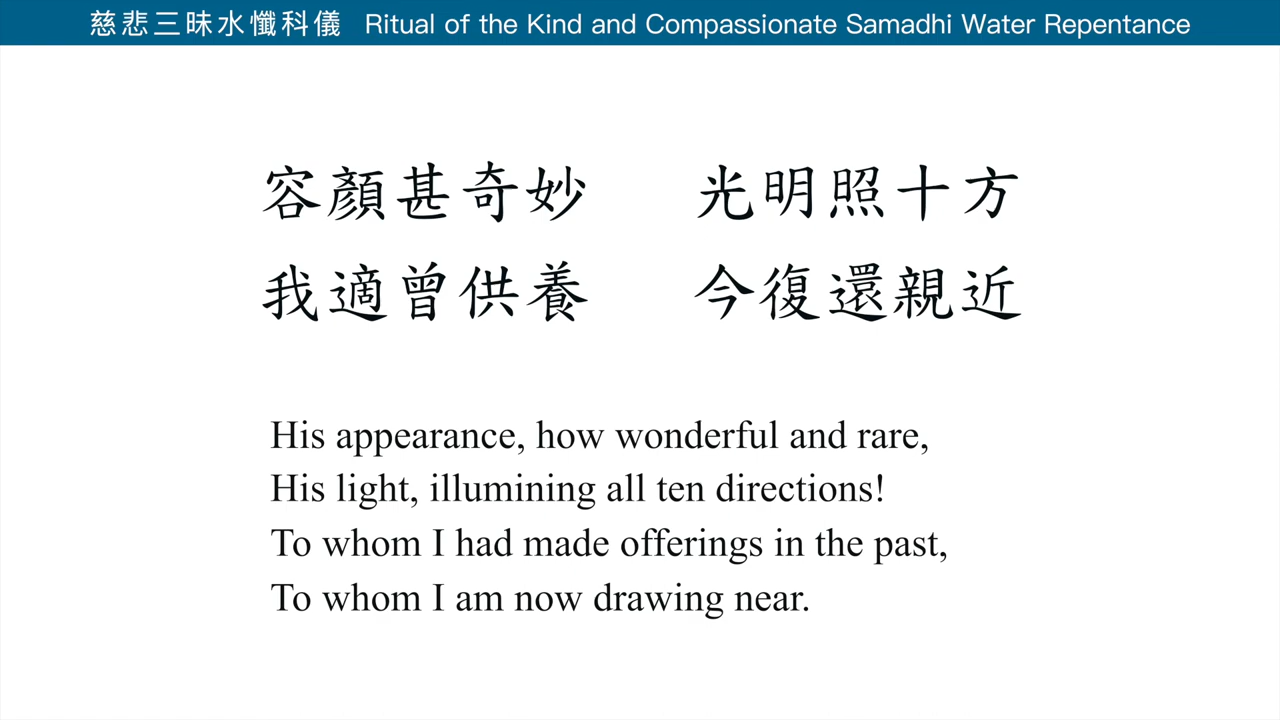 慈悲三昧水懺科儀 Ritual of the Kind and Compassionate Samadhi Water Repentance
容顏甚奇妙 光明照十方
我適曾供養 今復還親近
His appearance, how wonderful and rare,
His light, illumining all ten directions!
To whom I had made offerings in the past,
To whom I am now drawing near.